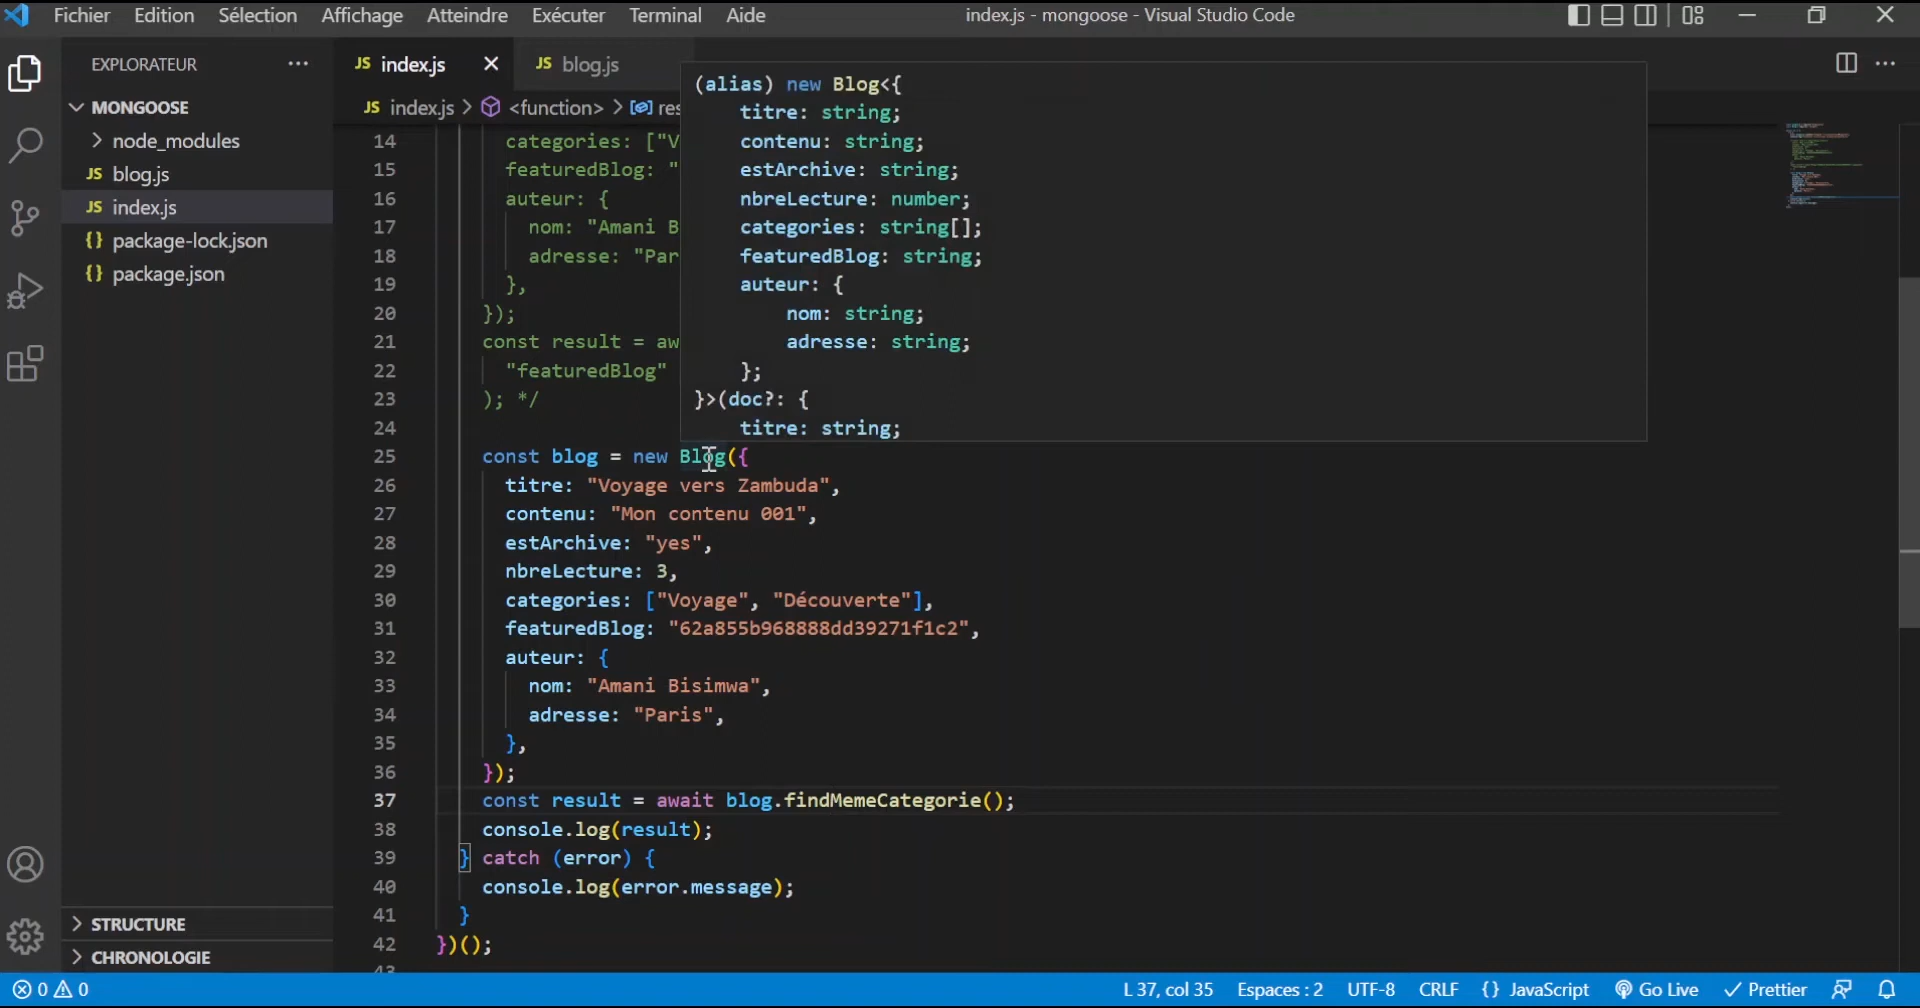 Fichier Edition Sélection Affichage Atteindre Exécuter Terminal Aide index.js - mongoose - Visual Studio Code
EXPLORATEUR ···
MONGOOSE
node_modules
JS blog.js
JS index.js
{} package-lock.json
{} package.json
STRUCTURE
CHRONOLOGIE
JS index.js × JS blog.js
JS index.js > <function> > res
14 categories: ["V
15 featuredBlog: "
16 auteur: {
17 nom: "Amani B
18 adresse: "Par
19 },
20 });
21 const result = aw
22 "featuredBlog"
23 ); */
24
(alias) new Blog<{
titre: string;
contenu: string;
estArchive: string;
nbreLecture: number;
categories: string[];
featuredBlog: string;
auteur: {
nom: string;
adresse: string;
};
}>(doc?: {
titre: string;
25 const blog = new Blog({
26 titre: "Voyage vers Zambuda",
27 contenu: "Mon contenu 001",
28 estArchive: "yes",
29 nbreLecture: 3,
30 categories: ["Voyage", "Découverte"],
31 featuredBlog: "62a855b968888dd39271f1c2",
32 auteur: {
33 nom: "Amani Bisimwa",
34 adresse: "Paris",
35 },
36 });
37 const result = await blog.findMemeCategorie();
38 console.log(result);
39 } catch (error) {
40 console.log(error.message);
41 }
42 })();
43
0 0 L 37, col 35 Espaces : 2 UTF-8 CRLF {} JavaScript Go Live Prettier